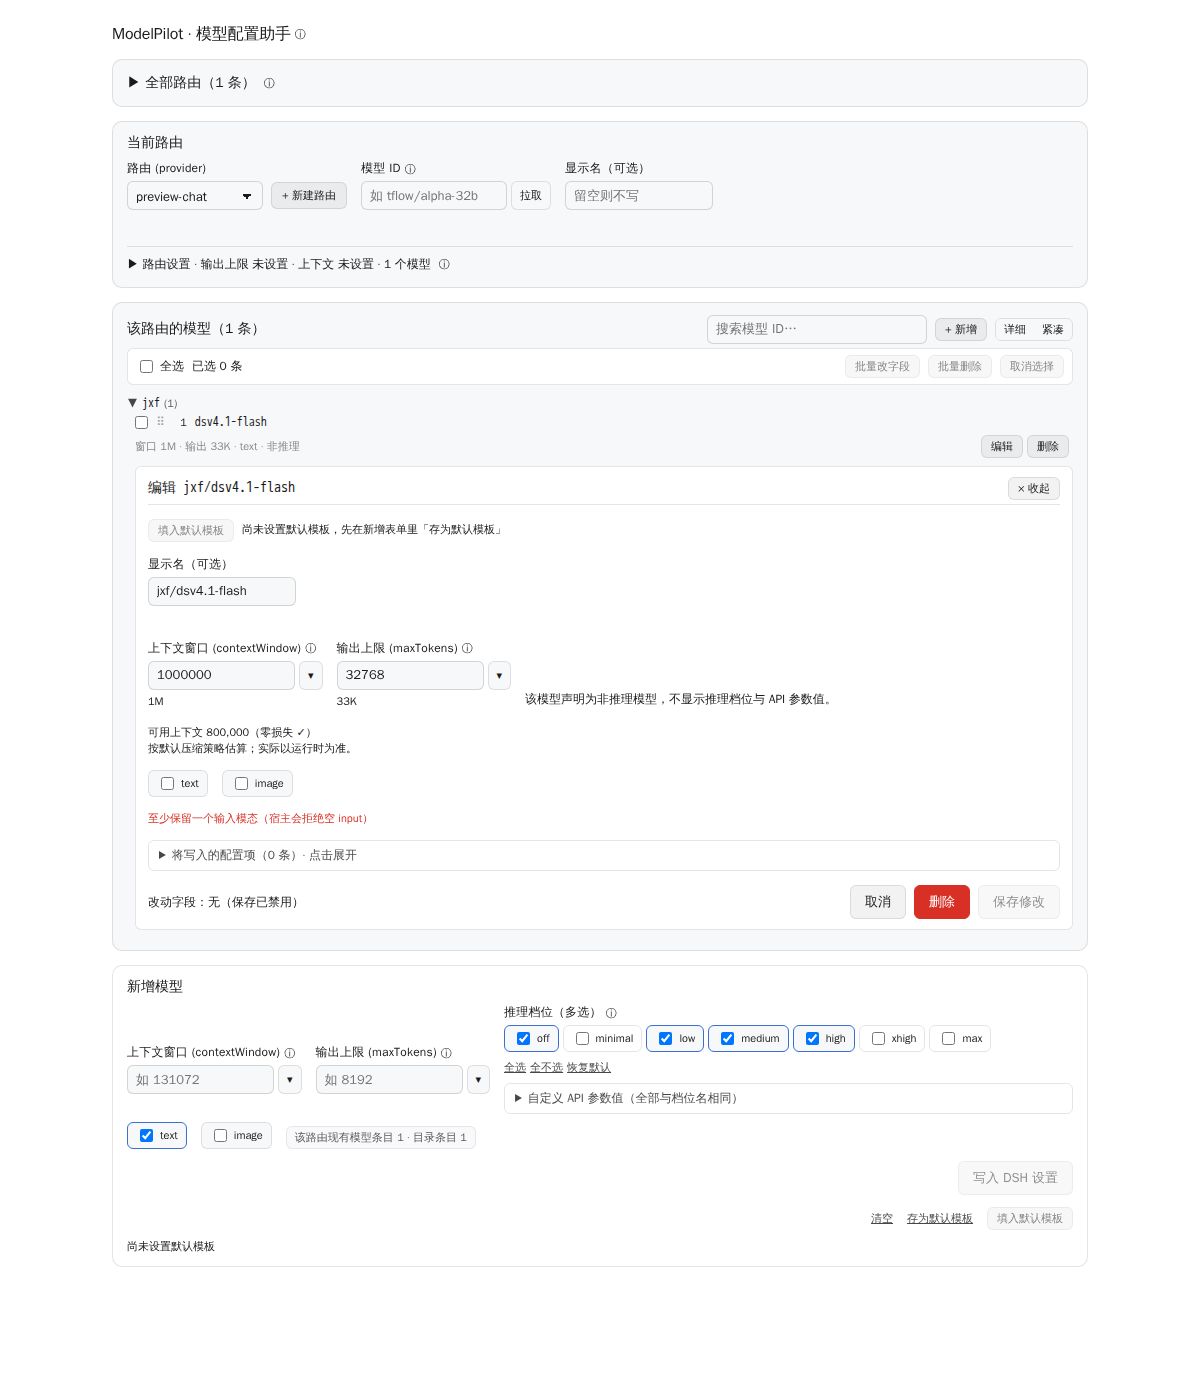 ModelPilot · 模型配置助手 ⓘ
▶ 全部路由（1 条） ⓘ
当前路由
路由 (provider) 模型 ID ⓘ 显示名（可选）
preview-chat + 新建路由 如 tflow/alpha-32b 拉取 留空则不写
▶ 路由设置 · 输出上限 未设置 · 上下文 未设置 · 1 个模型 ⓘ
该路由的模型（1 条） 搜索模型 ID… + 新增 详细 紧凑
全选 已选 0 条 批量改字段 批量删除 取消选择
▼ jxf (1)
1 dsv4.1-flash
窗口 1M · 输出 33K · text · 非推理 编辑 删除
编辑 jxf/dsv4.1-flash × 收起
填入默认模板 尚未设置默认模板，先在新增表单里「存为默认模板」
显示名（可选）
jxf/dsv4.1-flash
上下文窗口 (contextWindow) ⓘ 输出上限 (maxTokens) ⓘ
1000000 ▾ 32768 ▾
1M 33K 该模型声明为非推理模型，不显示推理档位与 API 参数值。
可用上下文 800,000（零损失 ✓）
按默认压缩策略估算；实际以运行时为准。
text image
至少保留一个输入模态（宿主会拒绝空 input）
▶ 将写入的配置项（0 条）· 点击展开
改动字段：无（保存已禁用） 取消 删除 保存修改
新增模型
推理档位（多选） ⓘ
off minimal low medium high xhigh max
上下文窗口 (contextWindow) ⓘ 输出上限 (maxTokens) ⓘ
全选 全不选 恢复默认
如 131072 ▾ 如 8192 ▾
▶ 自定义 API 参数值（全部与档位名相同）
text image 该路由现有模型条目 1 · 目录条目 1
写入 DSH 设置
清空 存为默认模板 填入默认模板
尚未设置默认模板